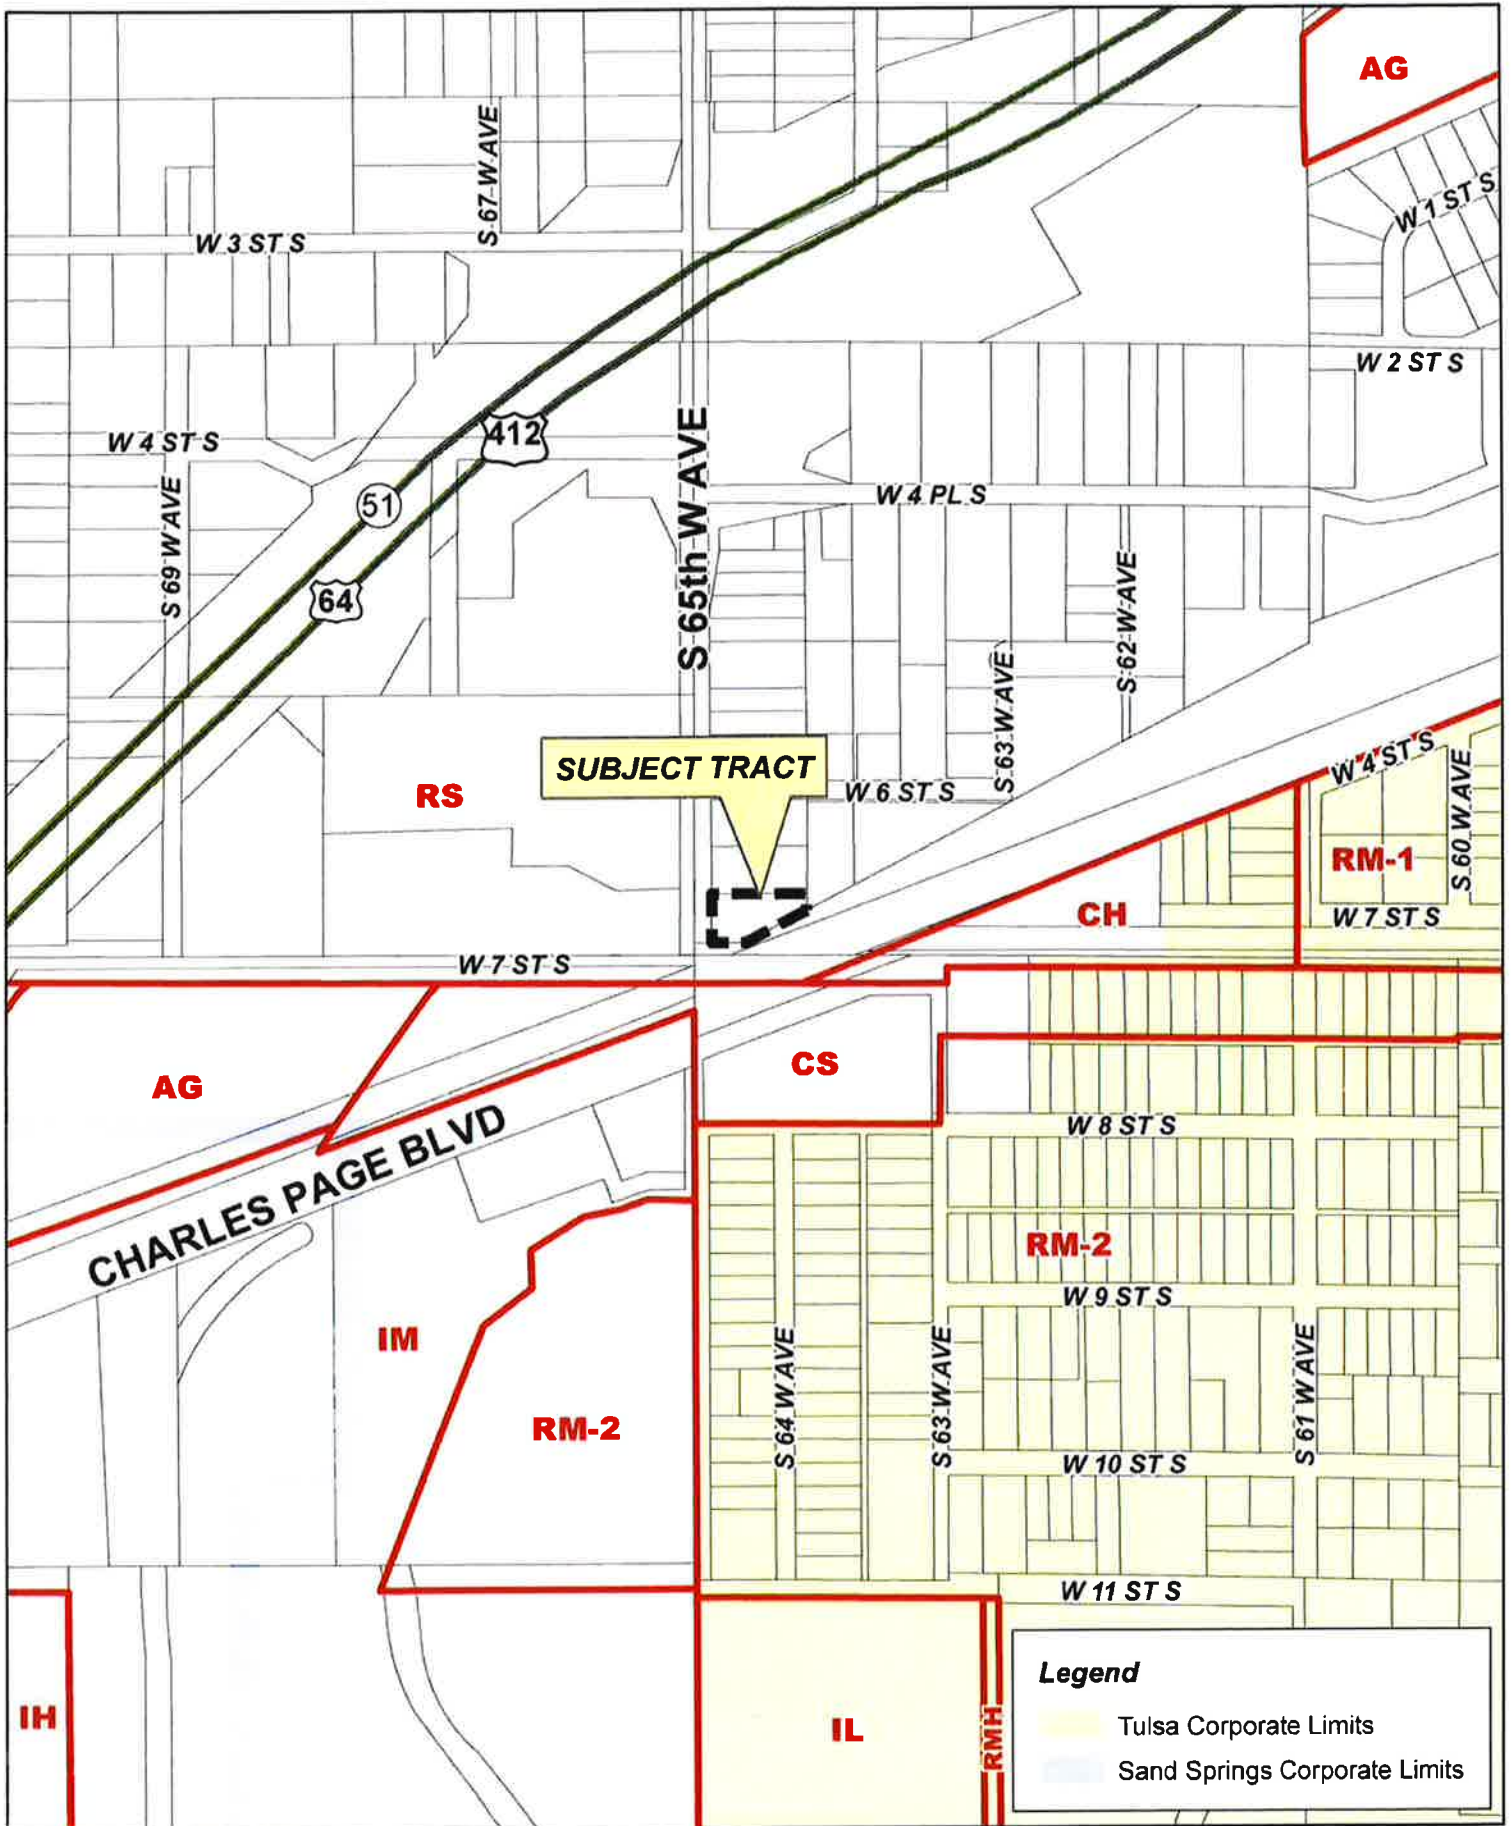 AG
S 67 W AVE
W 1 ST S
W 3 ST S
W 2 ST S
412
W 4 ST S
51
W 4 PL S
S 69 W AVE
S 65th W AVE
64
S 62 W AVE
S 63 W AVE
SUBJECT TRACT
W 4 ST S
RS
W 6 ST S
S 60 W AVE
RM-1
CH
W 7 ST S
W 7 ST S
CS
AG
W 8 ST S
CHARLES PAGE BLVD
RM-2
W 9 ST S
IM
S 64 W AVE
S 63 W AVE
S 61 W AVE
RM-2
W 10 ST S
W 11 ST S
IH
IL
RMH
Legend
Tulsa Corporate Limits
Sand Springs Corporate Limits